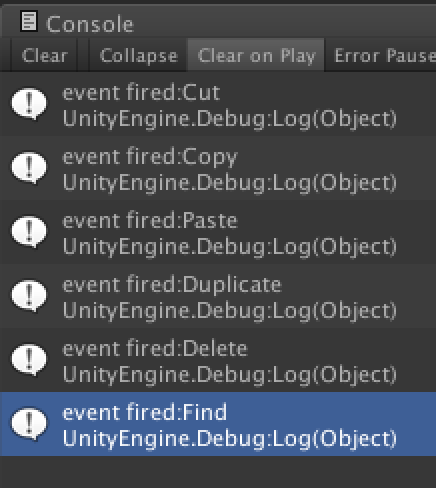 Console
Clear Collapse Clear on Play Error Pause
event fired:Cut
UnityEngine.Debug:Log(Object)
event fired:Copy
UnityEngine.Debug:Log(Object)
event fired:Paste
UnityEngine.Debug:Log(Object)
event fired:Duplicate
UnityEngine.Debug:Log(Object)
event fired:Delete
UnityEngine.Debug:Log(Object)
event fired:Find
UnityEngine.Debug:Log(Object)